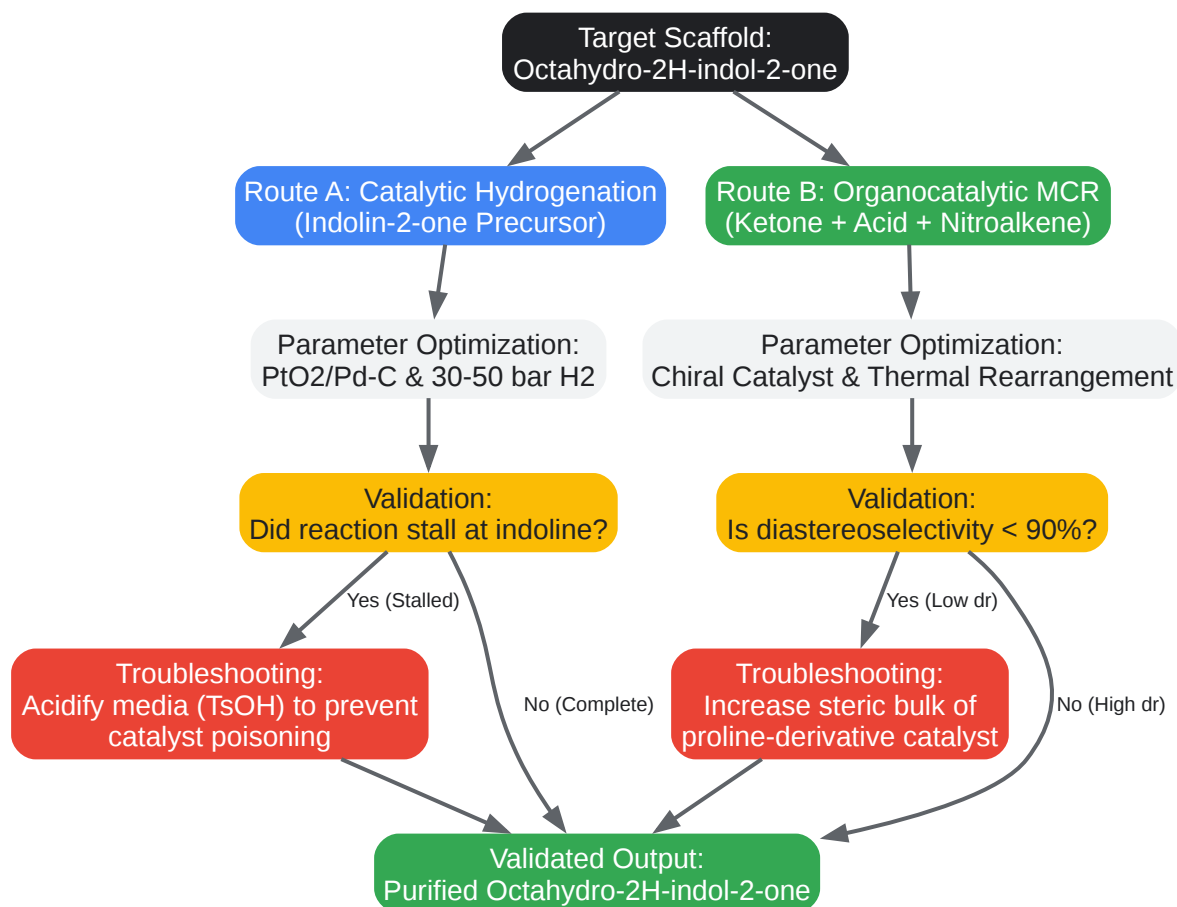 Target Scaffold:
Octahydro-2H-indol-2-one
Route A: Catalytic Hydrogenation
(Indolin-2-one Precursor)
Route B: Organocatalytic MCR
(Ketone + Acid + Nitroalkene)
Parameter Optimization:
PtO2/Pd-C & 30-50 bar H2
Parameter Optimization:
Chiral Catalyst & Thermal Rearrangement
Validation:
Did reaction stall at indoline?
Validation:
Is diastereoselectivity < 90%?
Yes (Stalled)
Yes (Low dr)
Troubleshooting:
Acidify media (TsOH) to prevent
catalyst poisoning
No (Complete)
Troubleshooting:
Increase steric bulk of
proline-derivative catalyst
No (High dr)
Validated Output:
Purified Octahydro-2H-indol-2-one